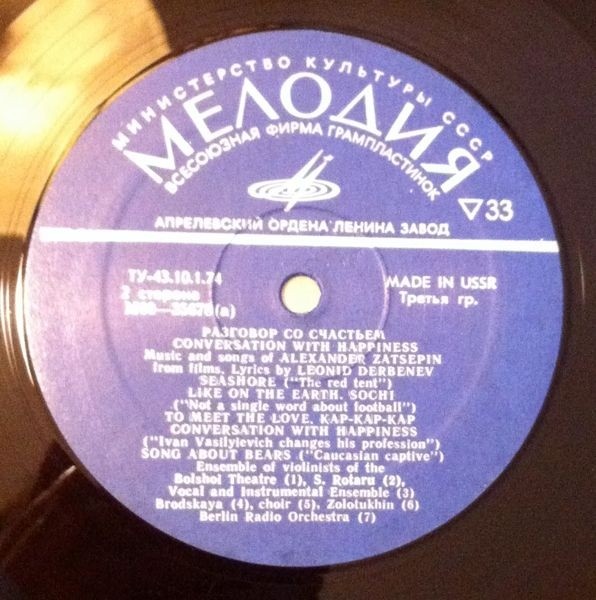 МИНИСТЕРСТВО КУЛЬТУРЫ СССР
МЕЛОДИЯ
ВСЕСОЮЗНАЯ ФИРМА ГРАМПЛАСТИНОК
33
АПРЕЛЕВСКИЙ ОРДЕНА ЛЕНИНА ЗАВОД
ТУ-43.10.1.74
MADE IN USSR
2 сторона
Третья гр.
(a)
РАЗГОВОР СО СЧАСТЬЕМ
CONVERSATION WITH HAPPINESS
Music and songs of ALEXANDER ZATSEPIN
from films. Lyrics by LEONID DERBENEV
SEASHORE ("The red tent")
LIKE ON THE EARTH. SOCHI
("Not a single word about football")
TO MEET THE LOVE. KAP-KAP-KAP
CONVERSATION WITH HAPPINESS
("Ivan Vasilyievich changes his profession")
SONG ABOUT BEARS ("Caucasian captive")
Ensemble of violinists of the
Bolshoi Theatre (1), S. Rotaru (2),
Vocal and Instrumental Ensemble (3)
Brodskaya (4), choir (5), Zolotukhin (6)
Berlin Radio Orchestra (7)